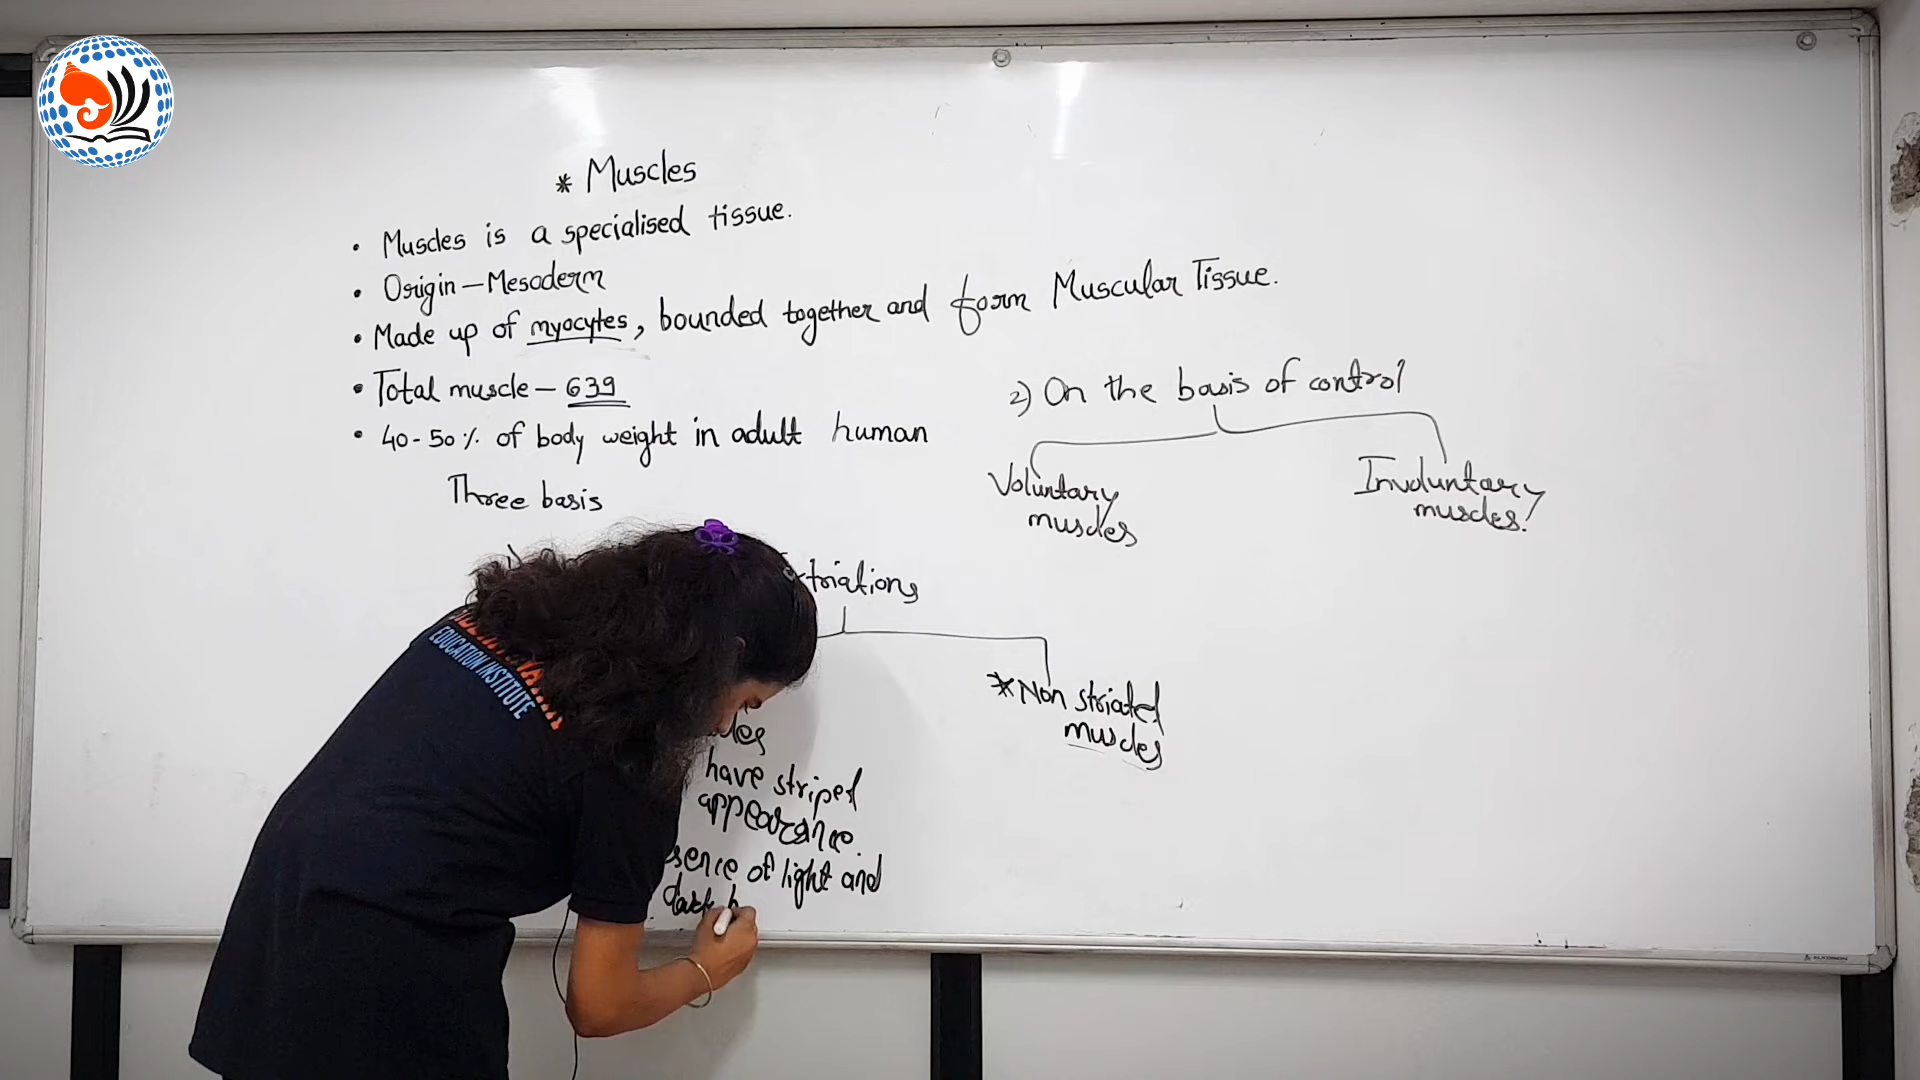 * Muscles
• Muscles is a specialised tissue.
• Origin – Mesoderm
• Made up of myocytes, bounded together and form Muscular Tissue.
• Total muscle – 639
• 40-50% of body weight in adult human
Three basis
striations
have striped
appearance
light and
dark
* Non striated
muscles
2) On the basis of control
Voluntary
muscles
Involuntary
muscles.
EDUCATION INSTITUTE